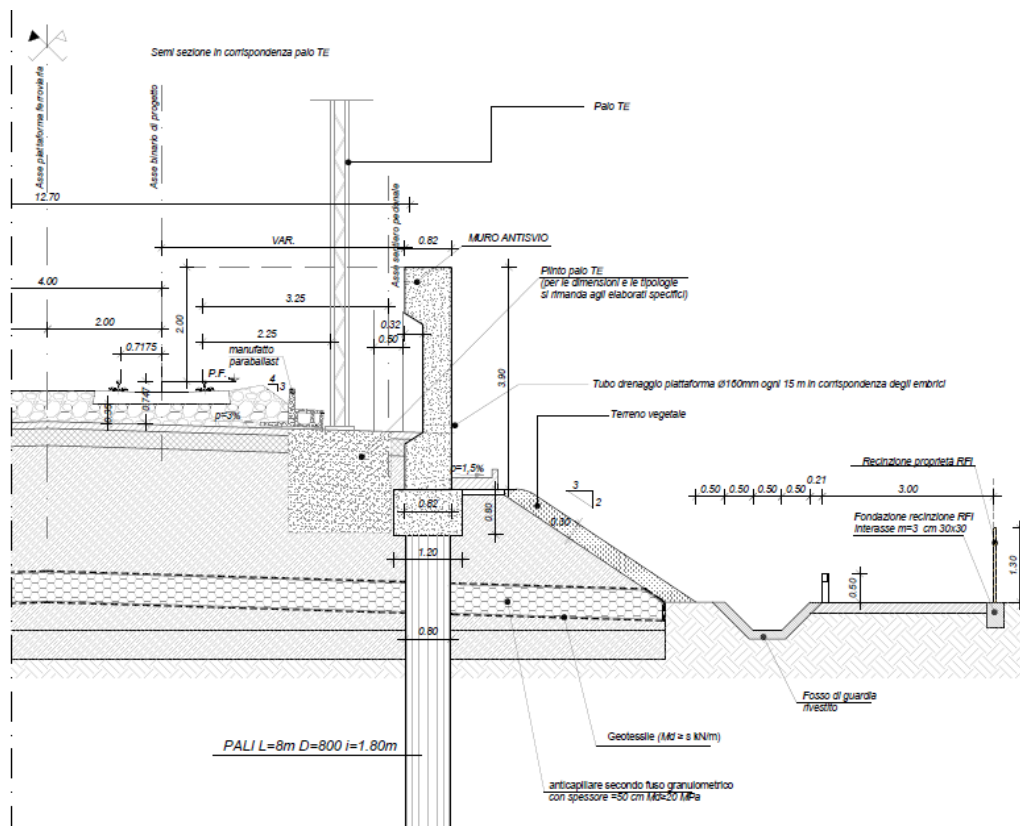 Semi sezione in corrispondenza palo TE
Asse piattaforma ferroviaria
Asse binario di progetto
Palo TE
12.70
Asse sentiero pedonale
VAR.
0.82
MURO ANTISVIO
Plinto palo TE
(per le dimensioni e le tipologie
si rimanda agli elaborati specifici)
4.00
3.25
2.00
2.00
0.32
0.50
2.25
0.7175
manufatto
paraballast
P.F.
4
3
3.90
0.747
0.35
p=3%
Tubo drenaggio piattaforma Ø160mm ogni 15 m in corrispondenza degli embrici
Terreno vegetale
p=1,5%
3
2
Recinzione proprietà RFI
0.21
0.50
0.50
0.50
0.50
3.00
Fondazione recinzione RFI
Interasse m=3 cm 30x30
0.82
0.80
0.30
1.30
0.50
1.20
0.80
Fosso di guardia
rivestito
PALI L=8m D=800 i=1.80m
Geotessile (Md ≥ s kN/m)
anticapillare secondo fuso granulometrico
con spessore =50 cm Md=20 MPa